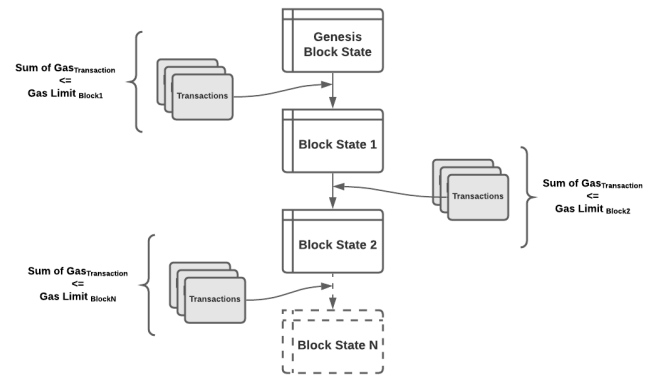 Genesis
Block State
Sum of GasTransaction
<=
Gas Limit Block1
Transactions
Block State 1
Transactions
Sum of GasTransaction
<=
Gas Limit Block2
Block State 2
Sum of GasTransaction
<=
Gas Limit BlockN
Transactions
Block State N